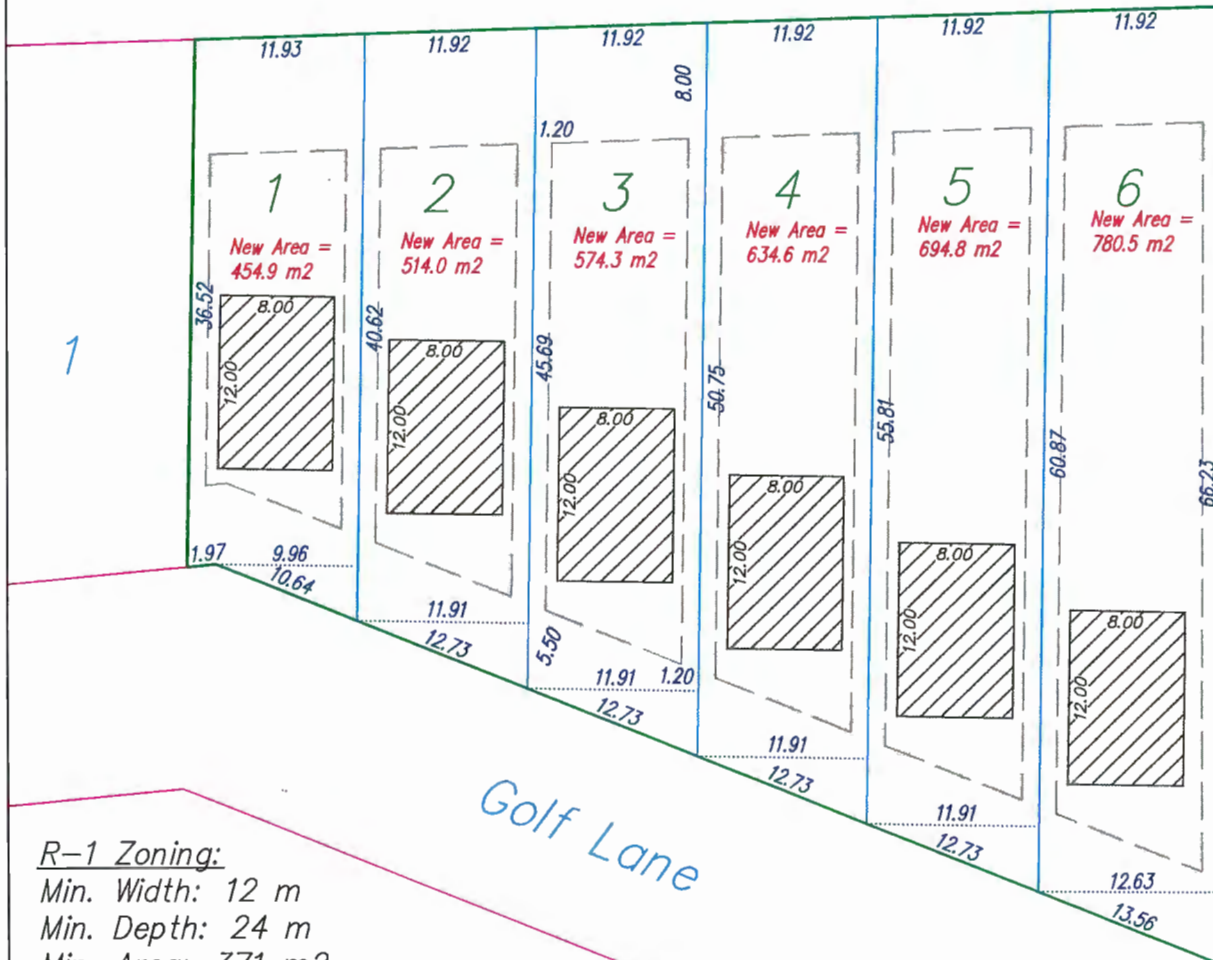 11.93 11.92 11.92 11.92 11.92 11.92
8.00
1.20
1 2 3 4 5 6
New Area =
454.9 m2
New Area =
514.0 m2
New Area =
574.3 m2
New Area =
634.6 m2
New Area =
694.8 m2
New Area =
780.5 m2
36.52
40.62
45.69
50.75
55.81
60.87
66.23
1
8.00
12.00
8.00
12.00
8.00
12.00
8.00
12.00
8.00
12.00
8.00
12.00
1.97 9.96
10.64
11.91
12.73
5.50
11.91 1.20
12.73
11.91
12.73
11.91
12.73
12.63
13.56
Golf Lane
R-1 Zoning:
Min. Width: 12 m
Min. Depth: 24 m
Min. Area: 371 m2